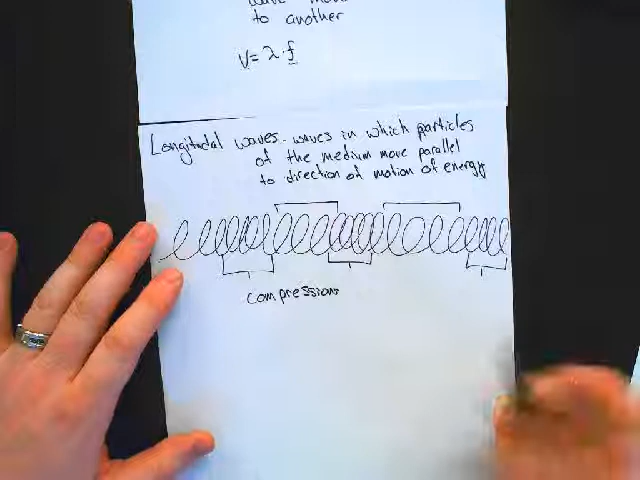 to another
V = λ · f
Longitudal waves - waves in which particles
of the medium move parallel
to direction of motion of energy
compressions